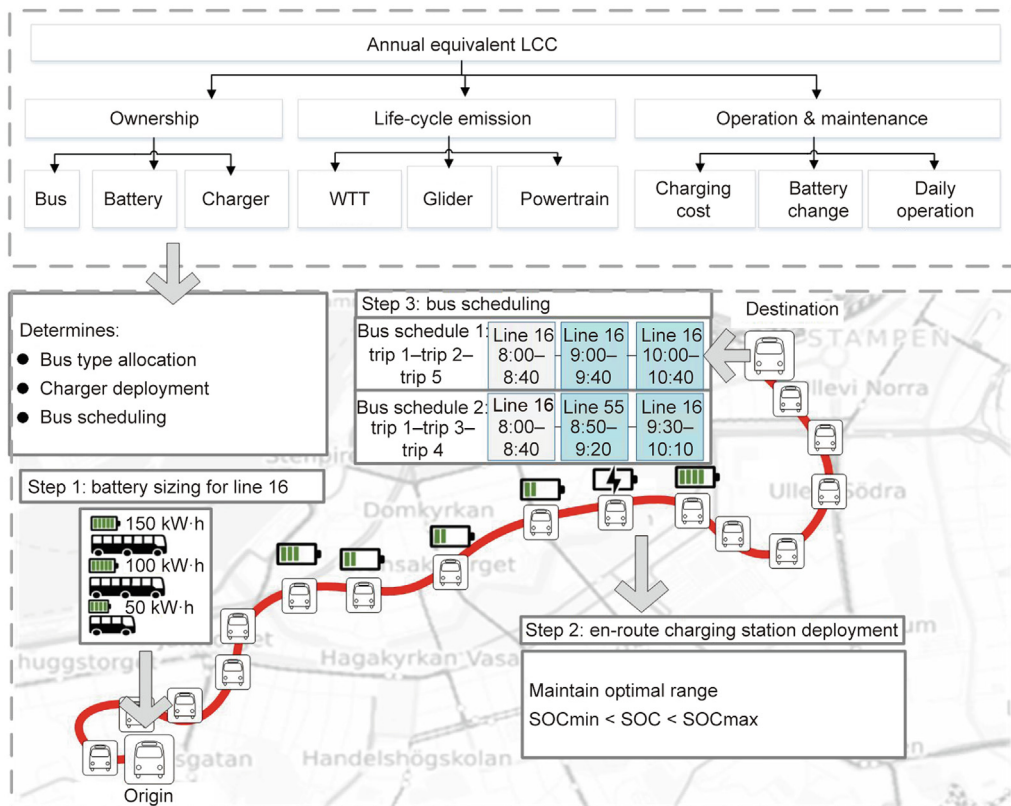 Annual equivalent LCC
Ownership
Life-cycle emission
Operation & maintenance
Bus
Battery
Charger
WTT
Glider
Powertrain
Charging
cost
Battery
change
Daily
operation
Determines:
● Bus type allocation
● Charger deployment
● Bus scheduling
Step 3: bus scheduling
Bus schedule 1:
trip 1–trip 2–
trip 5
Line 16
8:00–
8:40
Line 16
9:00–
9:40
Line 16
10:00–
10:40
Bus schedule 2:
trip 1–trip 3–
trip 4
Line 16
8:00–
8:40
Line 55
8:50–
9:20
Line 16
9:30–
10:10
Destination
STAMPEN
Ullevi Norra
Step 1: battery sizing for line 16
150 kW·h
100 kW·h
50 kW·h
Domkyrkan
Södra
Step 2: en-route charging station deployment
Maintain optimal range
SOCmin < SOC < SOCmax
huggstorget
Hagakyrkan Vasa
Handelshögskolan
sgatan
Origin